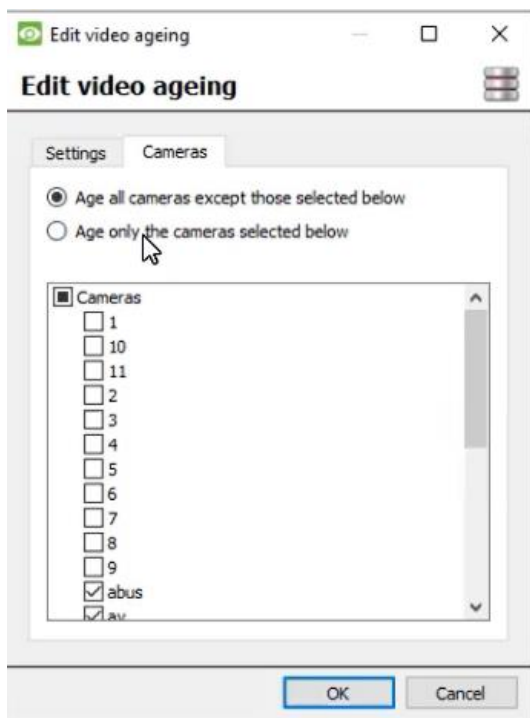 Edit video ageing
Edit video ageing
Settings Cameras
Age all cameras except those selected below
Age only the cameras selected below
Cameras
1
10
11
2
3
4
5
6
7
8
9
abus
av
OK Cancel